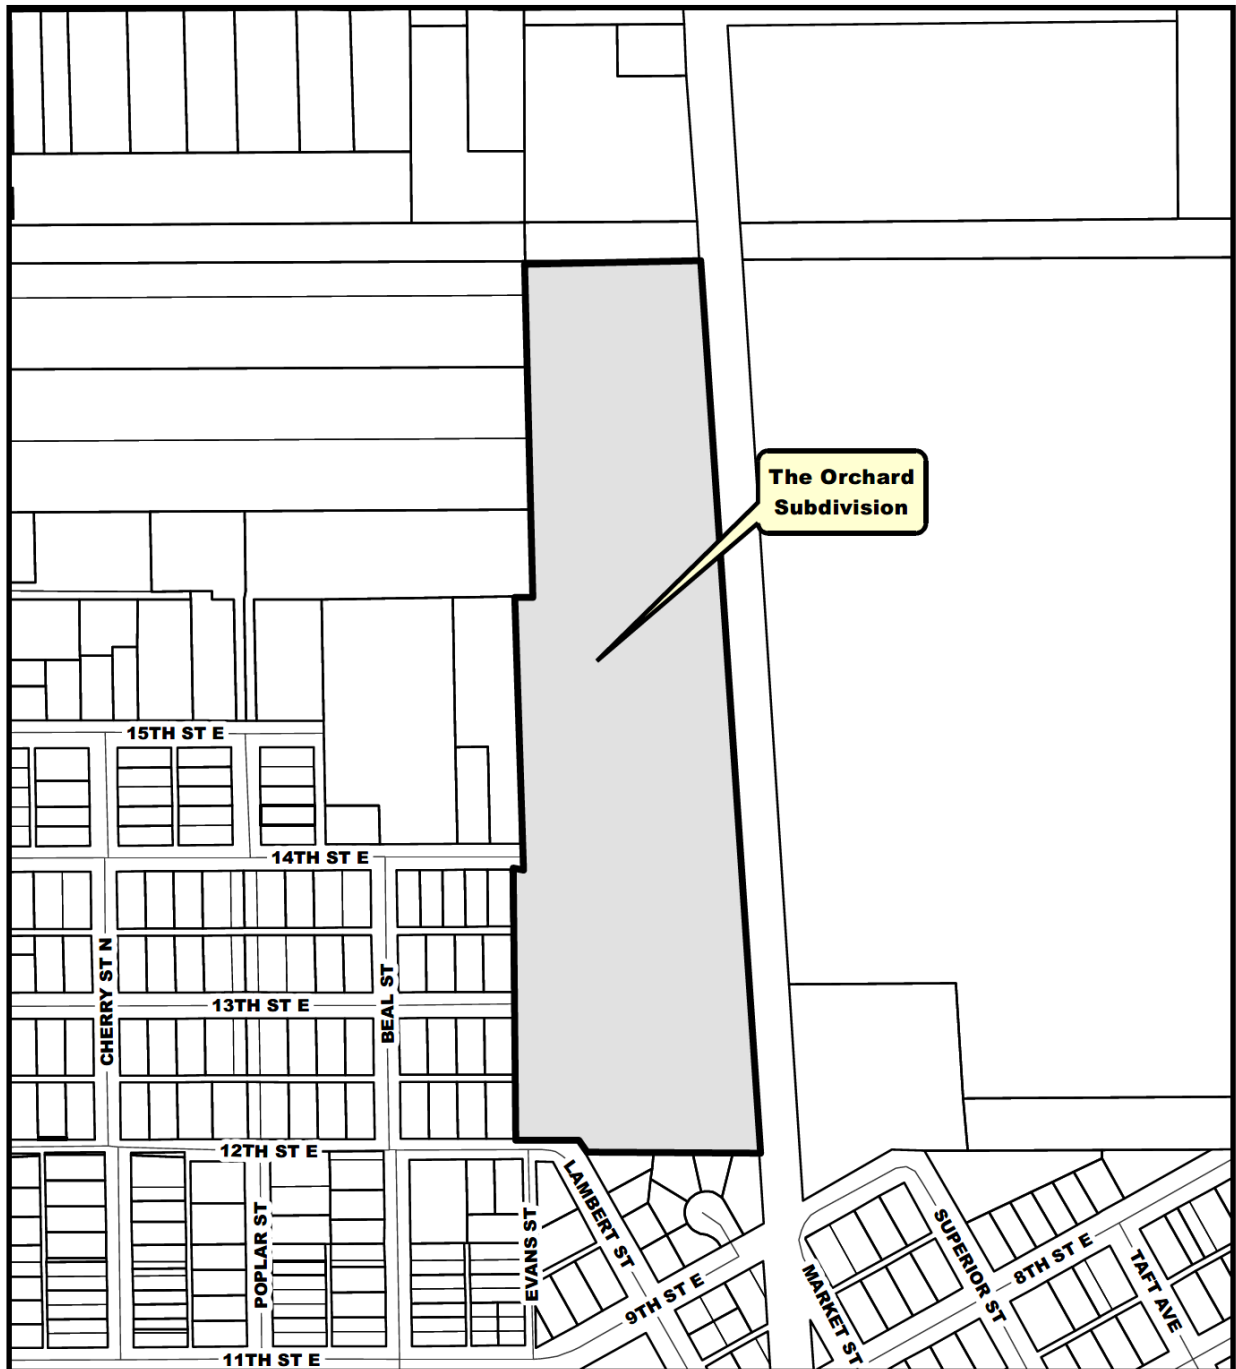 The Orchard
Subdivision
15TH ST E
14TH ST E
CHERRY ST N
BEAL ST
13TH ST E
12TH ST E
LAMBERT ST
POPLAR ST
EVANS ST
SUPERIOR ST
8TH ST E
TAFT AVE
MARKET ST
9TH ST E
11TH ST E